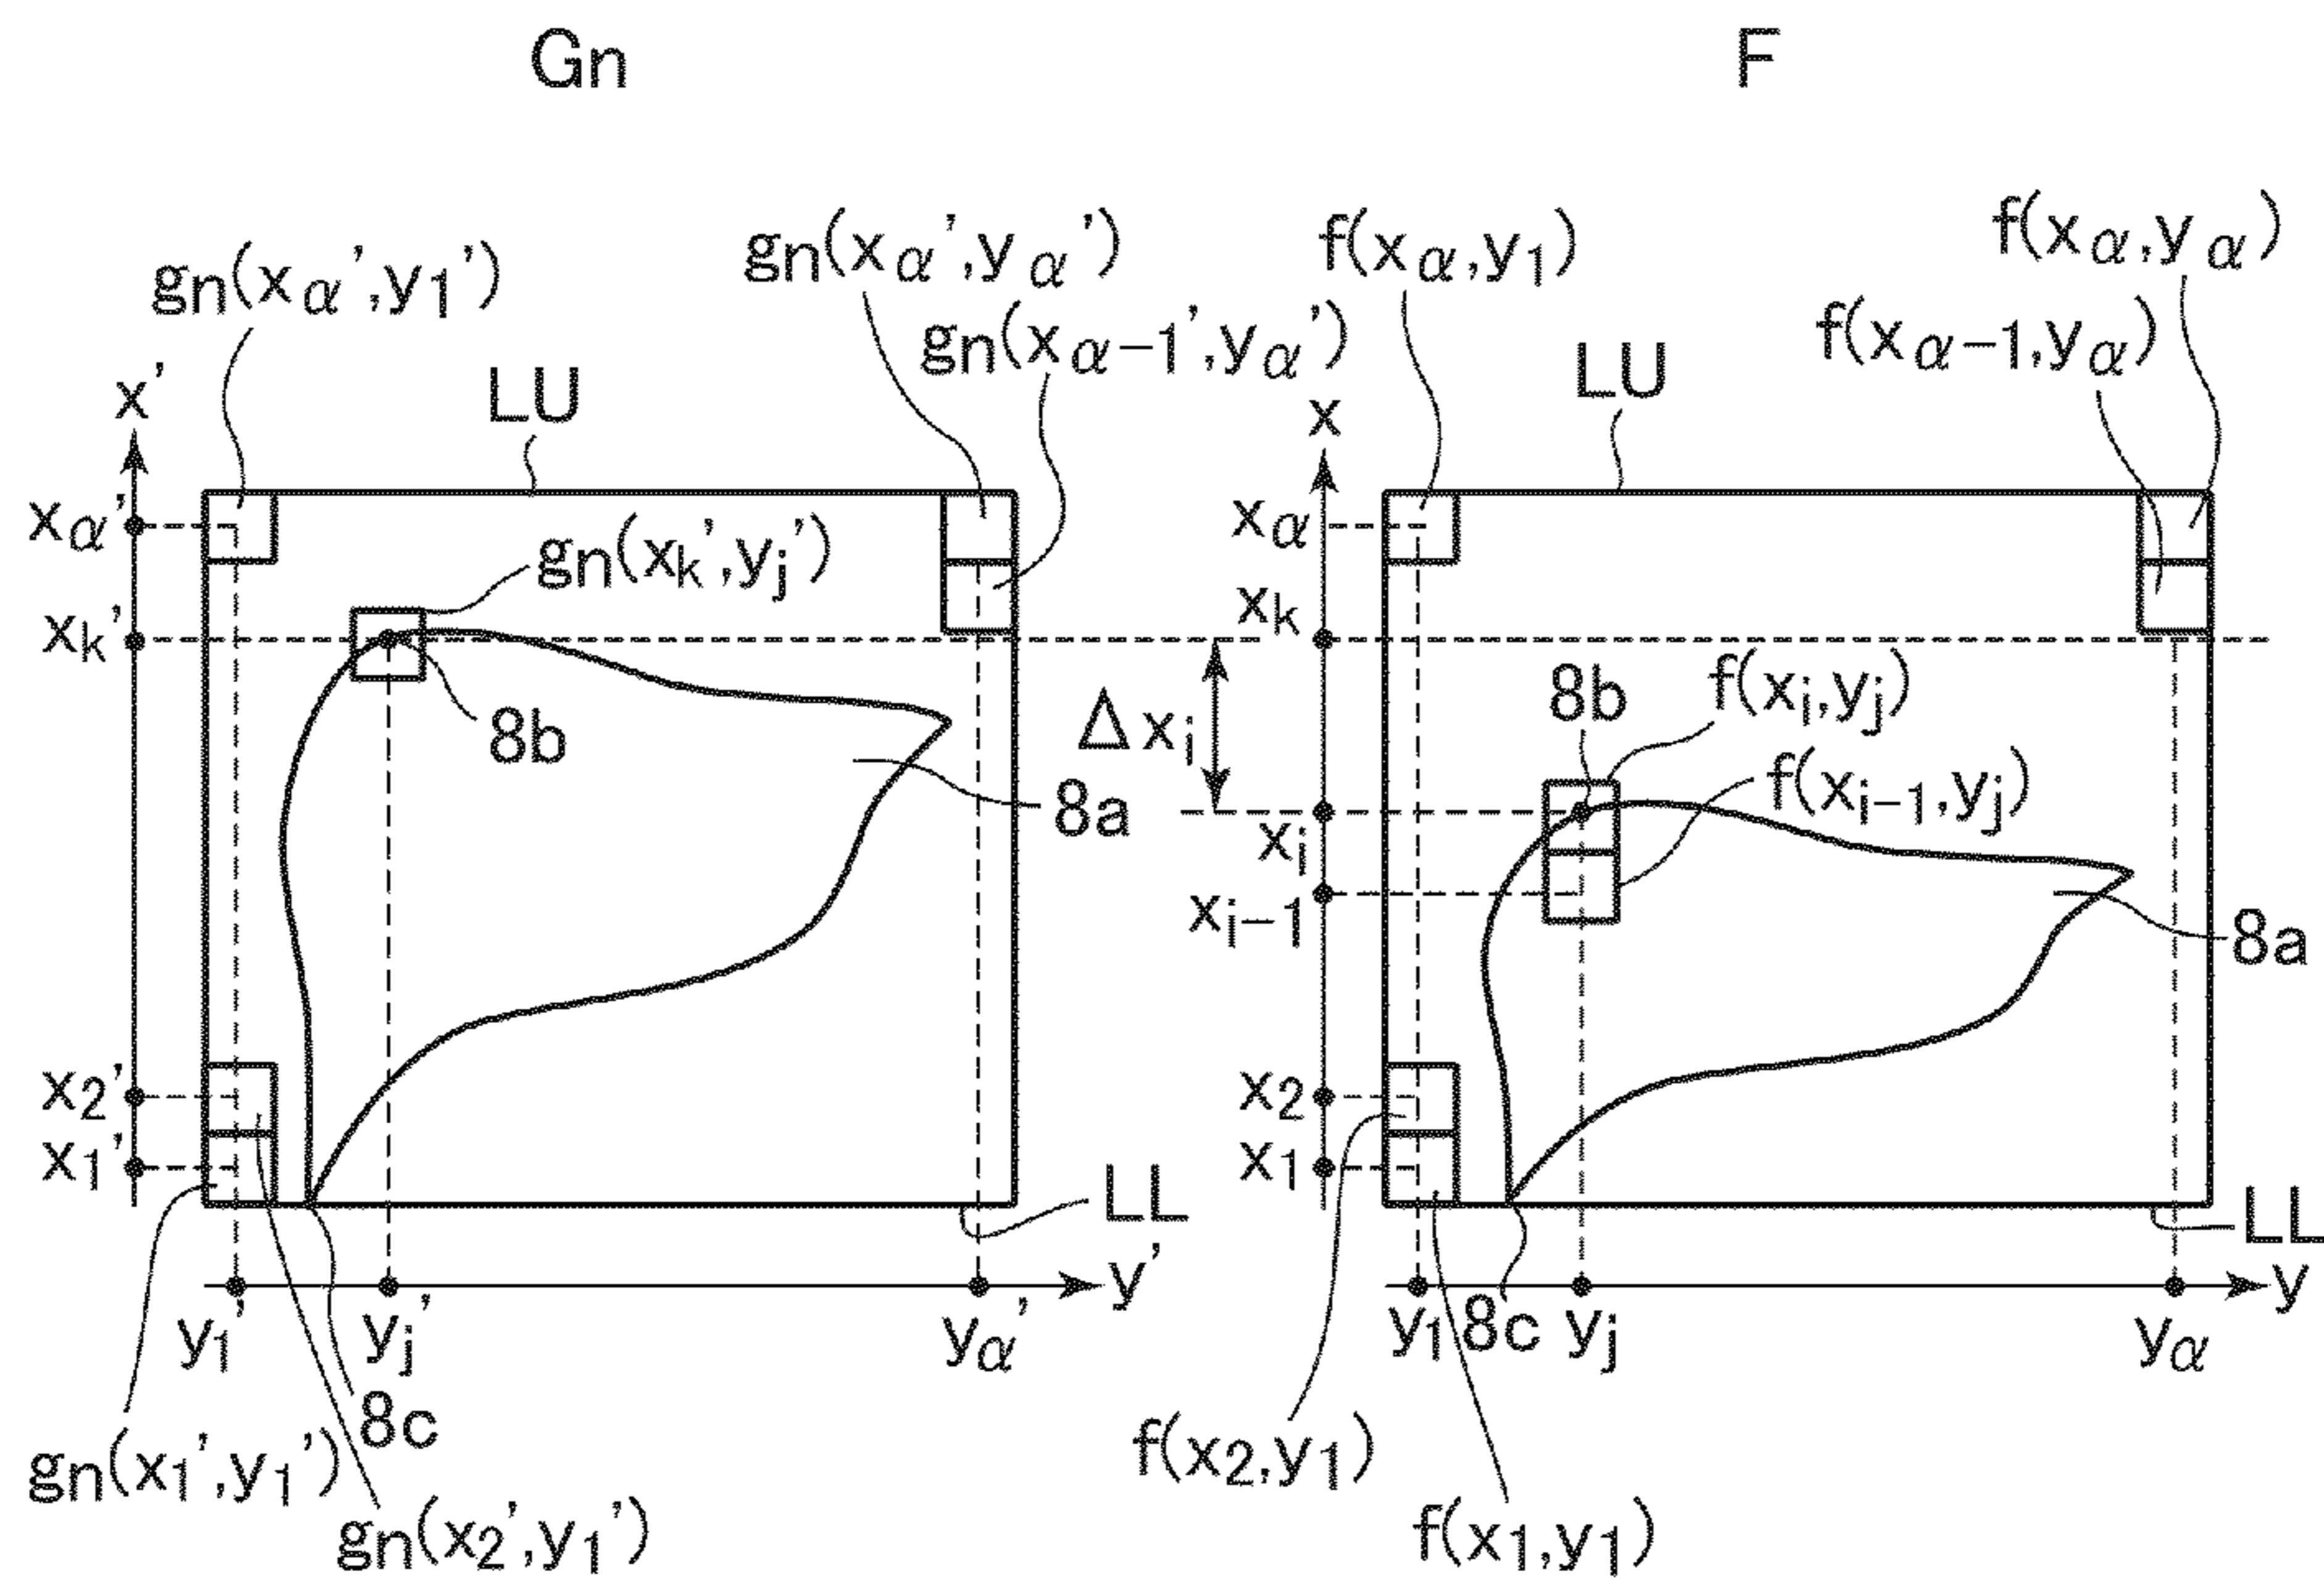 Gn
F
gn(xα',y1')
gn(xα',yα')
gn(xα-1',yα')
f(xα,y1)
f(xα,yα)
f(xα-1,yα)
x'
LU
x
LU
xα'
gn(xk',yj')
xα
xk'
xk
8b
Δxi
8b
f(xi,yj)
8a
xi
f(xi-1,yj)
xi-1
8a
x2'
x2
x1'
x1
LL
LL
y'
y
y1'
yj'
yα'
y1
8c
yj
yα
8c
gn(x1',y1')
f(x2,y1)
gn(x2',y1')
f(x1,y1)